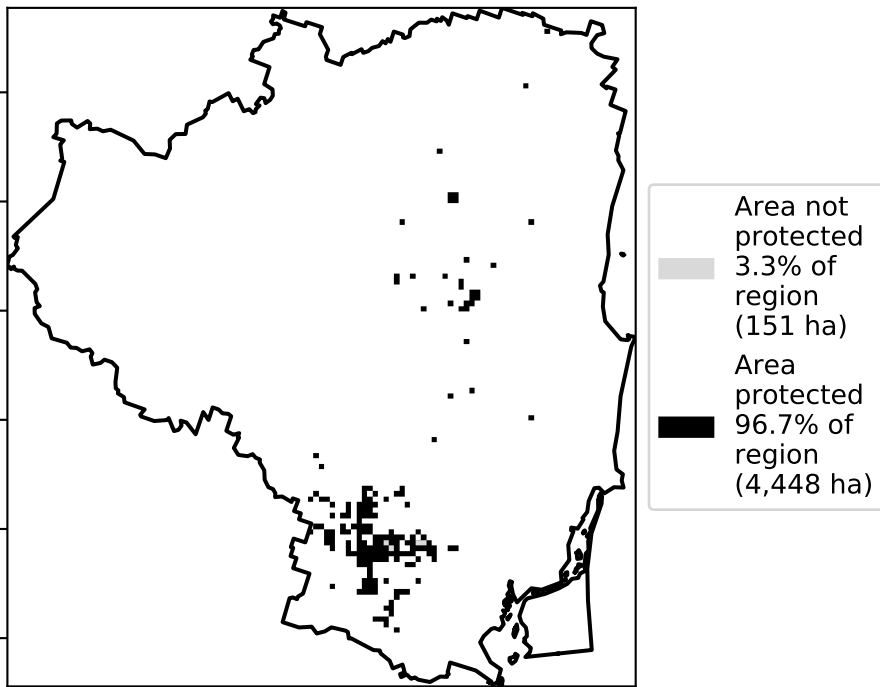 Area not
protected
3.3% of
region
(151 ha)
Area
protected
96.7% of
region
(4,448 ha)